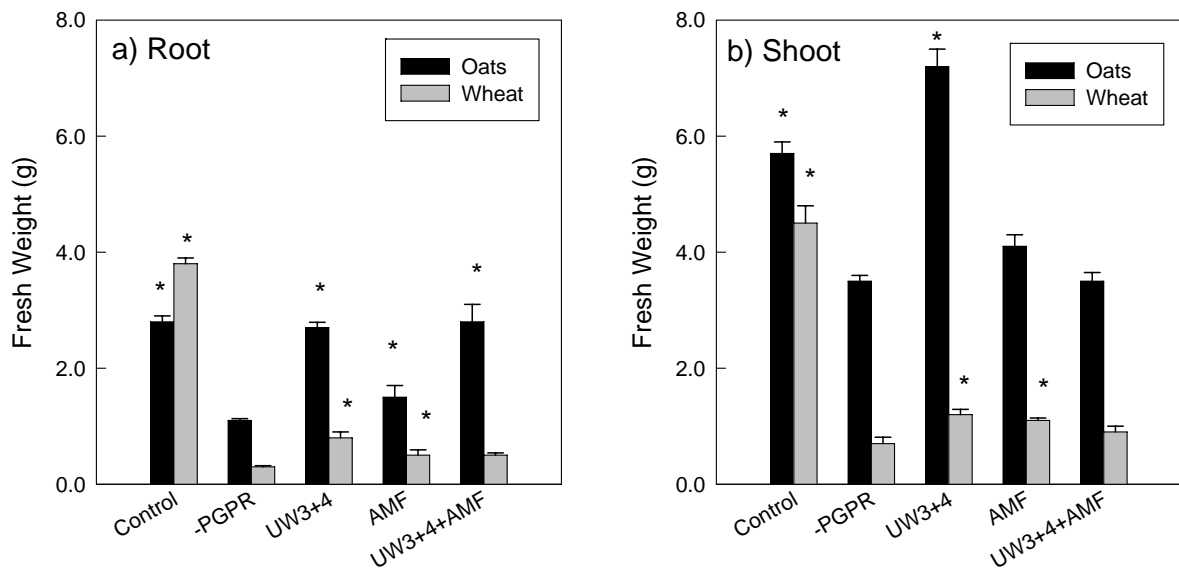 a) Root
Oats
Wheat
Fresh Weight (g)
8.0
6.0
4.0
2.0
0.0
* * * * * * *
Control
-PGPR
UW3+4
AMF
UW3+4+AMF
b) Shoot
Oats
Wheat
Fresh Weight (g)
8.0
6.0
4.0
2.0
0.0
* * * * *
Control
-PGPR
UW3+4
AMF
UW3+4+AMF